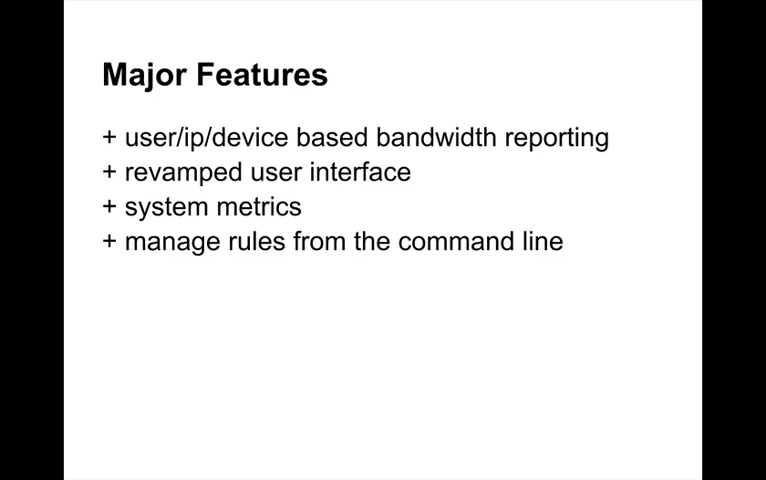 Major Features
+ user/ip/device based bandwidth reporting
+ revamped user interface
+ system metrics
+ manage rules from the command line